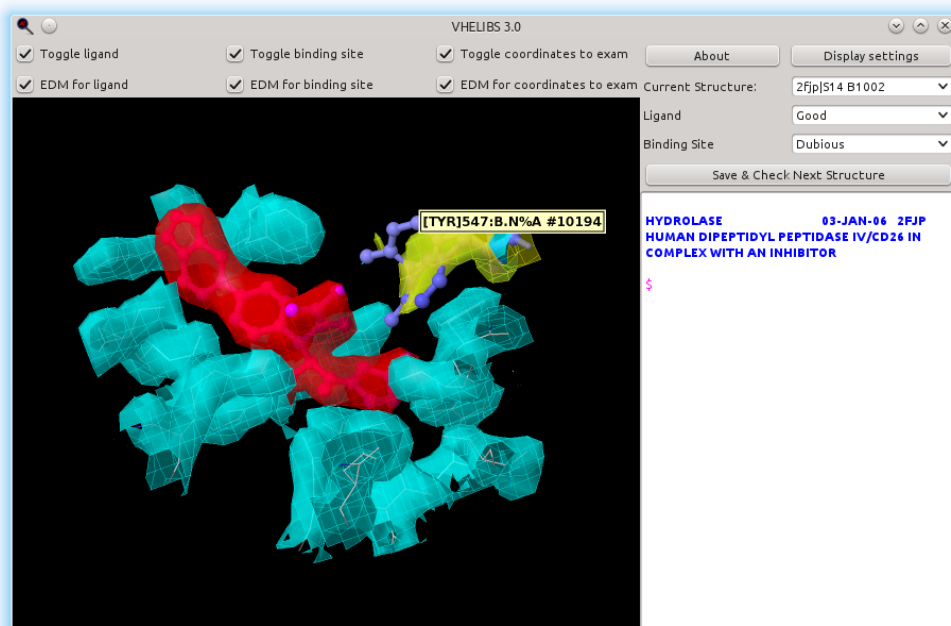 VHELIBS 3.0
Toggle ligand
Toggle binding site
Toggle coordinates to exam
About
Display settings
EDM for ligand
EDM for binding site
EDM for coordinates to exam
Current Structure:
2fjp|S14 B1002
Ligand
Good
Binding Site
Dubious
Save & Check Next Structure
[TYR]547:B.N%A #10194
HYDROLASE 03-JAN-06 2FJP
HUMAN DIPEPTIDYL PEPTIDASE IV/CD26 IN
COMPLEX WITH AN INHIBITOR
$